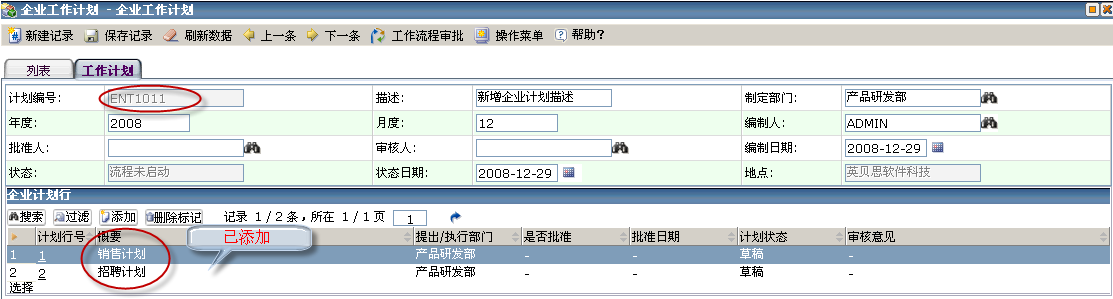 企业工作计划 - 企业工作计划
新建记录 保存记录 刷新数据 上一条 下一条 工作流程审批 操作菜单 帮助?
列表 工作计划
计划编号: ENT1011 描述: 新增企业计划描述 制定部门: 产品研发部
年度: 2008 月度: 12 编制人: ADMIN
批准人: 审核人: 编制日期: 2008-12-29
状态: 流程未启动 状态日期: 2008-12-29 地点: 英贝思软件科技
企业计划行
搜索 过滤 添加 删除标记 记录 1 / 2 条,所在 1 / 1 页 1
计划行号 概要 提出/执行部门 是否批准 批准日期 计划状态 审核意见
已添加
1 1 销售计划 产品研发部 - - 草稿 -
2 2 招聘计划 产品研发部 - - 草稿 -
选择